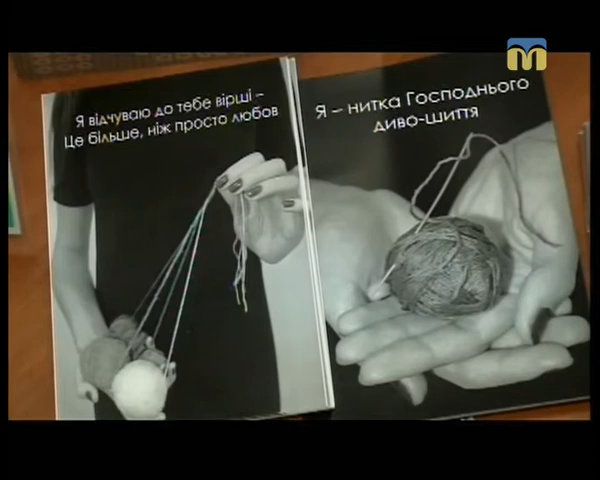 Я відчуваю до тебе вірші –
Це більше, ніж просто любов
Я – нитка Господнього
диво-шиття